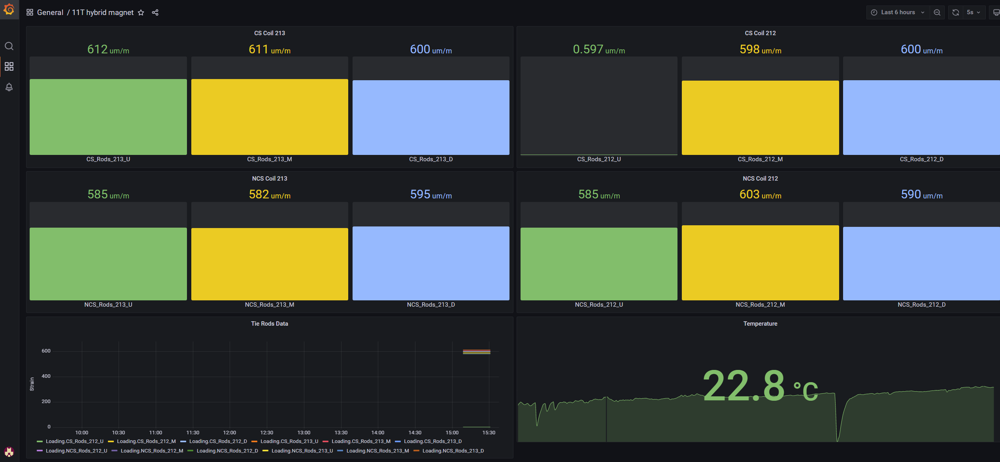 General / 11T hybrid magnet
Last 6 hours
5s
CS Coil 213
612 um/m
611 um/m
600 um/m
CS_Rods_213_U
CS_Rods_213_M
CS_Rods_213_D
CS Coil 212
0.597 um/m
598 um/m
600 um/m
CS_Rods_212_U
CS_Rods_212_M
CS_Rods_212_D
NCS Coil 213
585 um/m
582 um/m
595 um/m
NCS_Rods_213_U
NCS_Rods_213_M
NCS_Rods_213_D
NCS Coil 212
585 um/m
603 um/m
590 um/m
NCS_Rods_212_U
NCS_Rods_212_M
NCS_Rods_212_D
Tie Rods Data
Strain
600
400
200
0
10:00 10:30 11:00 11:30 12:00 12:30 13:00 13:30 14:00 14:30 15:00 15:30
Loading.CS_Rods_212_U Loading.CS_Rods_212_M Loading.CS_Rods_212_D Loading.CS_Rods_213_U Loading.CS_Rods_213_M Loading.CS_Rods_213_D
Loading.NCS_Rods_212_U Loading.NCS_Rods_212_M Loading.NCS_Rods_212_D Loading.NCS_Rods_213_U Loading.NCS_Rods_213_M Loading.NCS_Rods_213_D
Temperature
22.8 °C